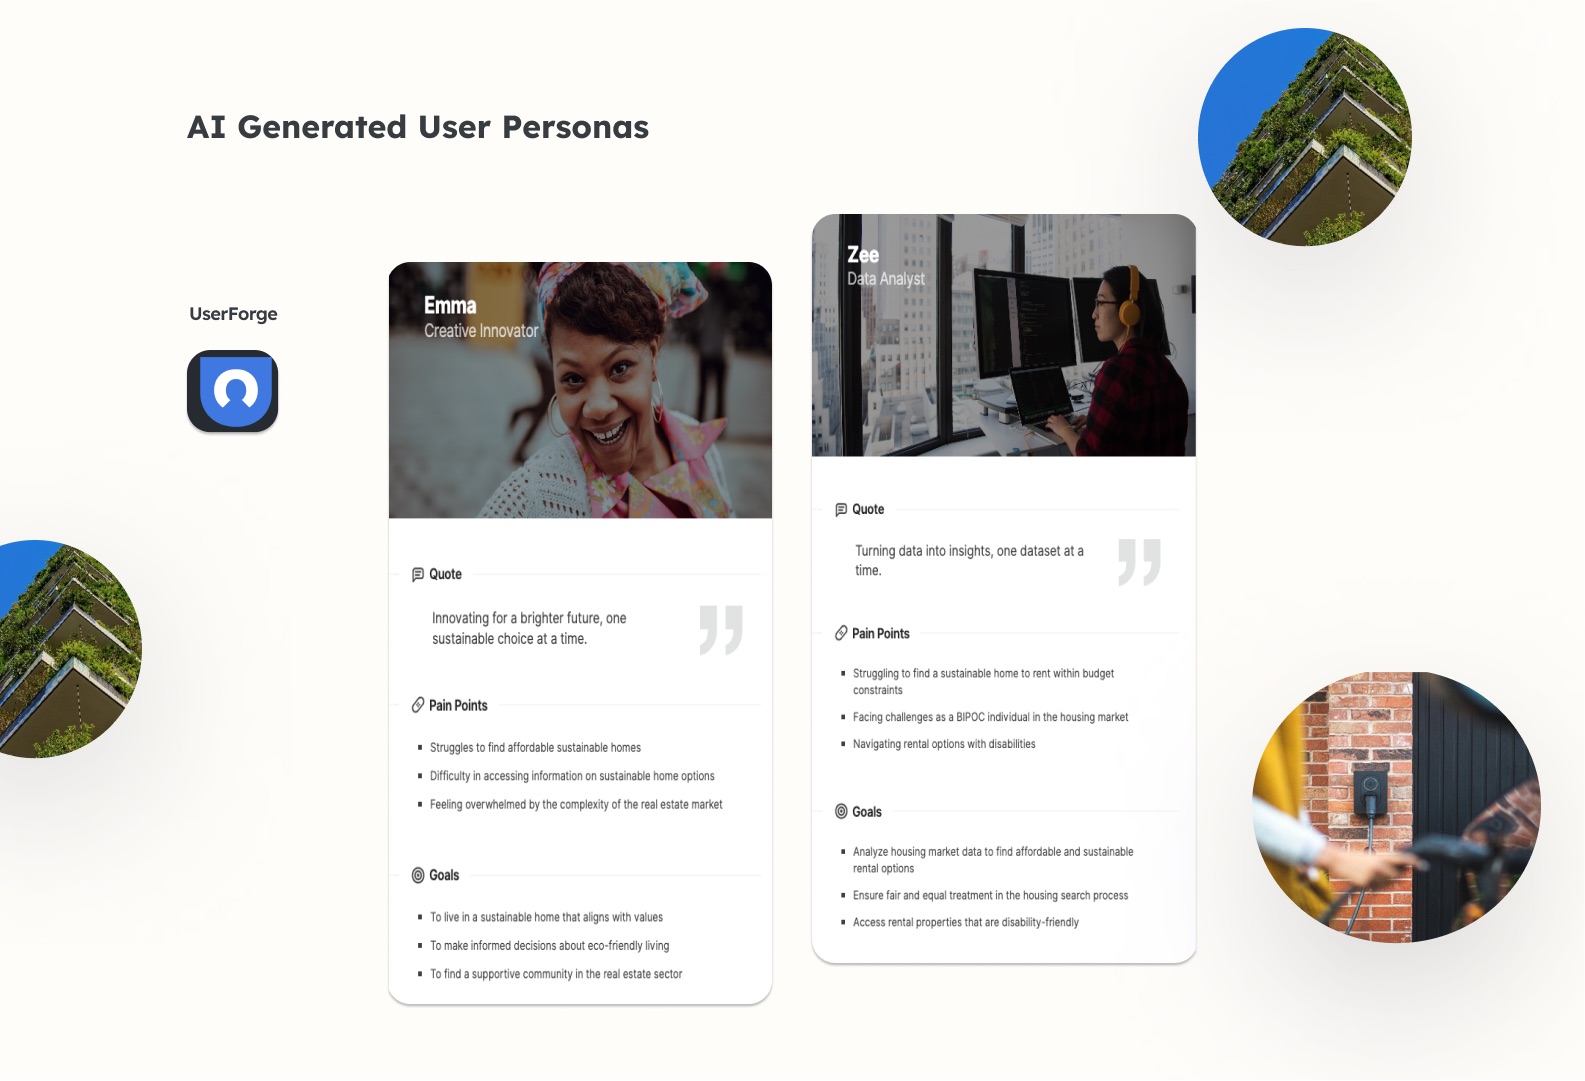 AI Generated User Personas
UserForge
Emma
Creative Innovator
Quote
Innovating for a brighter future, one
sustainable choice at a time.
Pain Points
Struggles to find affordable sustainable homes
Difficulty in accessing information on sustainable home options
Feeling overwhelmed by the complexity of the real estate market
Goals
To live in a sustainable home that aligns with values
To make informed decisions about eco-friendly living
To find a supportive community in the real estate sector
Zee
Data Analyst
Quote
Turning data into insights, one dataset at a
time.
Pain Points
Struggling to find a sustainable home to rent within budget
constraints
Facing challenges as a BIPOC individual in the housing market
Navigating rental options with disabilities
Goals
Analyze housing market data to find affordable and sustainable
rental options
Ensure fair and equal treatment in the housing search process
Access rental properties that are disability-friendly